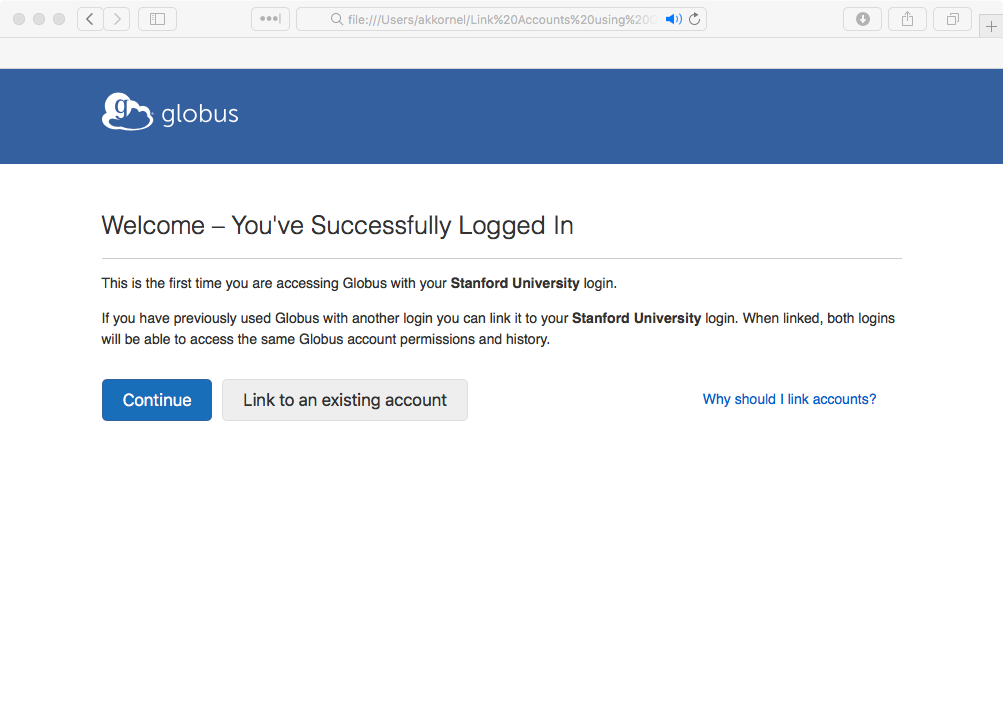 file:///Users/akkornel/Link%20Accounts%20using%20
g globus
Welcome – You've Successfully Logged In
This is the first time you are accessing Globus with your Stanford University login.
If you have previously used Globus with another login you can link it to your Stanford University login. When linked, both logins
will be able to access the same Globus account permissions and history.
Continue
Link to an existing account
Why should I link accounts?